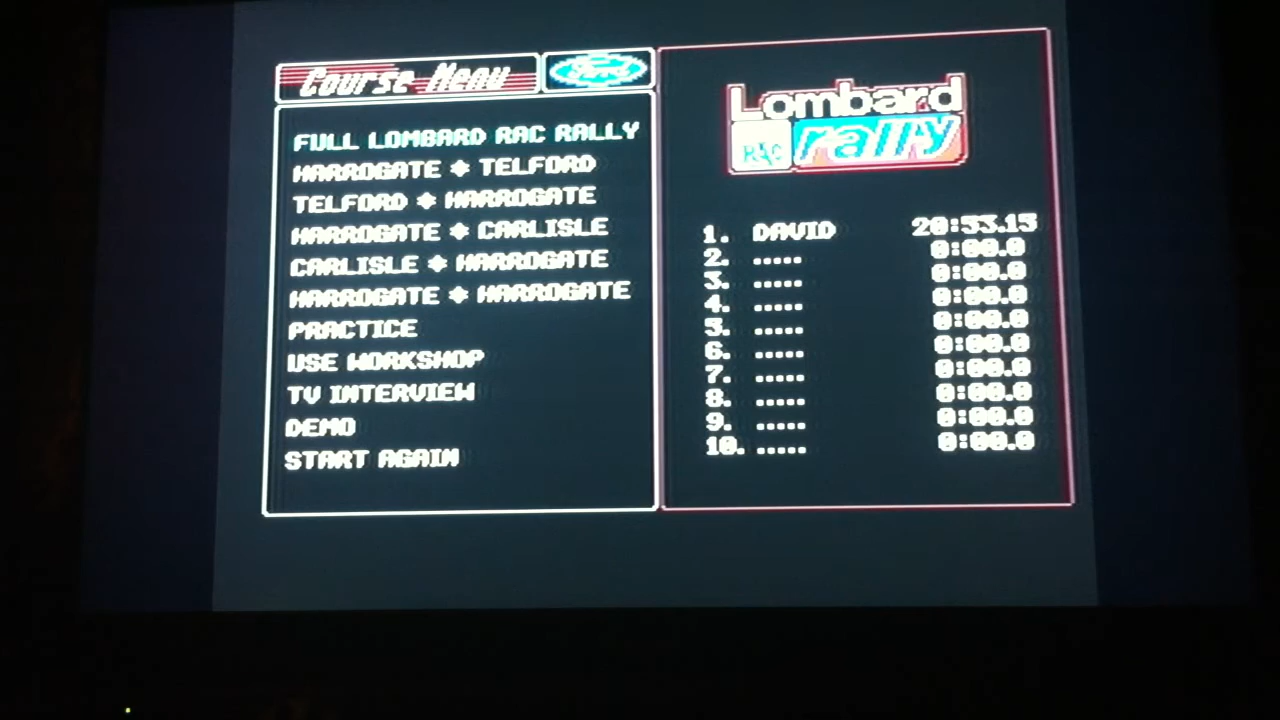 Course Menu
Ford
FULL LOMBARD RAC RALLY
HARROGATE + TELFORD
TELFORD + HARROGATE
HARROGATE + CARLISLE
CARLISLE + HARROGATE
HARROGATE + HARROGATE
PRACTICE
USE WORKSHOP
TV INTERVIEW
DEMO
START AGAIN
Lombard
RAC rally
1. DAVID 20:53.15
2. ..... 0:00.0
3. ..... 0:00.0
4. ..... 0:00.0
5. ..... 0:00.0
6. ..... 0:00.0
7. ..... 0:00.0
8. ..... 0:00.0
9. ..... 0:00.0
10. ..... 0:00.0